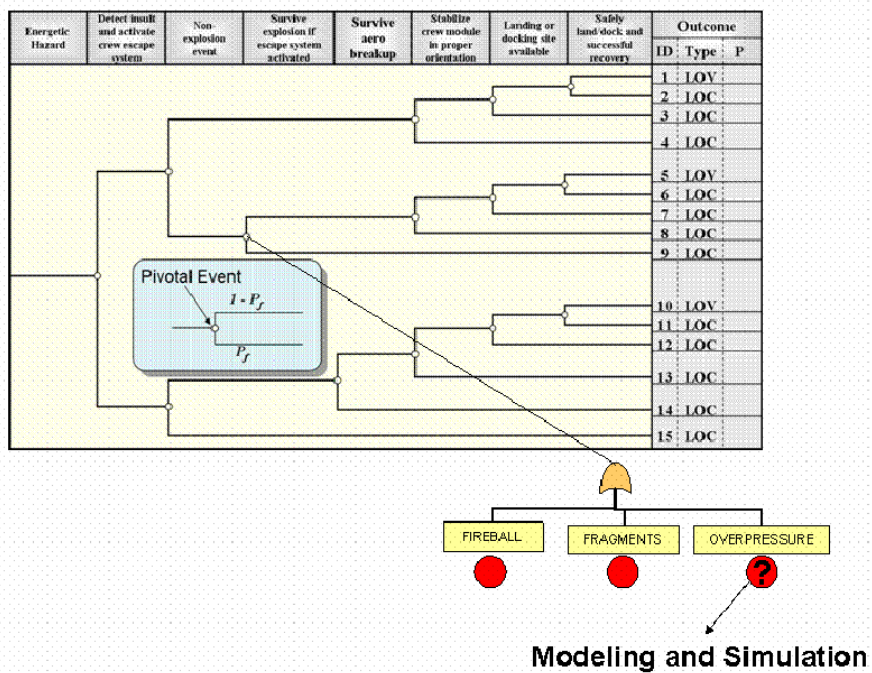 Energetic
Hazard
Detect insult
and activate
crew escape
system
Non-
explosion
event
Survive
explosion if
escape system
activated
Survive
aero
breakup
Stabilize
crew module
in proper
orientation
Landing or
docking site
available
Safely
land/dock and
successful
recovery
Outcome
ID Type P
1 LOV
2 LOC
3 LOC
4 LOC
5 LOV
6 LOC
7 LOC
8 LOC
9 LOC
10 LOV
11 LOC
12 LOC
13 LOC
14 LOC
15 LOC
Pivotal Event
1 - Pf
Pf
FIREBALL
FRAGMENTS
OVERPRESSURE
?
Modeling and Simulation